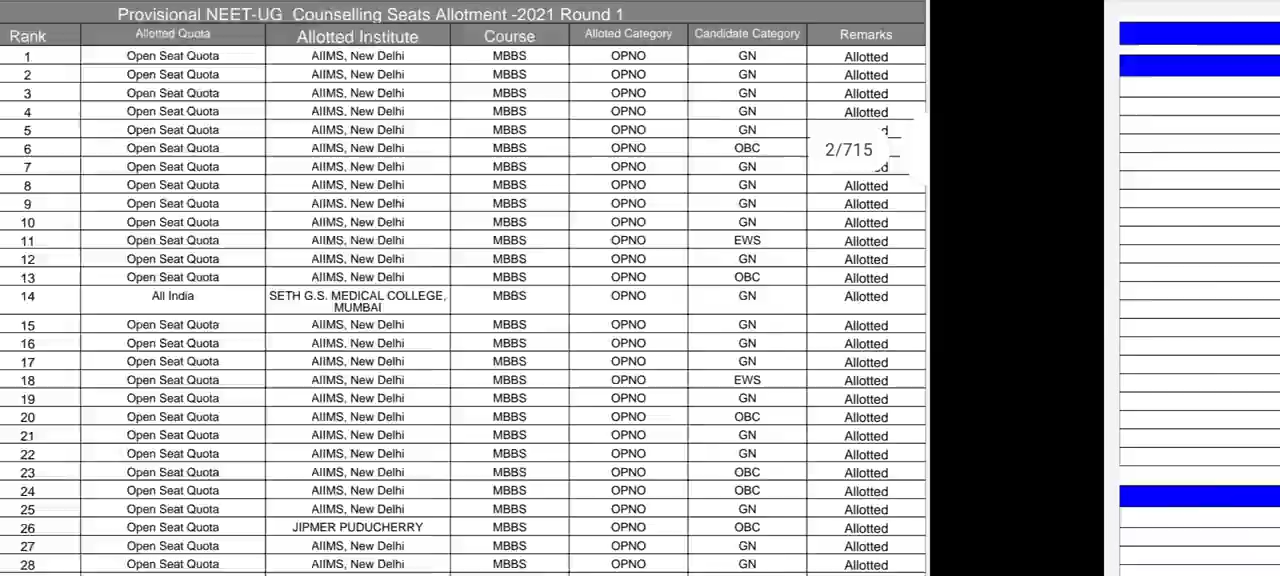 Provisional NEET-UG Counselling Seats Allotment -2021 Round 1
Rank Allotted Quota Allotted Institute Course Alloted Category Candidate Category Remarks
1 Open Seat Quota AIIMS, New Delhi MBBS OPNO GN Allotted
2 Open Seat Quota AIIMS, New Delhi MBBS OPNO GN Allotted
3 Open Seat Quota AIIMS, New Delhi MBBS OPNO GN Allotted
4 Open Seat Quota AIIMS, New Delhi MBBS OPNO GN Allotted
5 Open Seat Quota AIIMS, New Delhi MBBS OPNO GN
6 Open Seat Quota AIIMS, New Delhi MBBS OPNO OBC 2/715
7 Open Seat Quota AIIMS, New Delhi MBBS OPNO GN
8 Open Seat Quota AIIMS, New Delhi MBBS OPNO GN Allotted
9 Open Seat Quota AIIMS, New Delhi MBBS OPNO GN Allotted
10 Open Seat Quota AIIMS, New Delhi MBBS OPNO GN Allotted
11 Open Seat Quota AIIMS, New Delhi MBBS OPNO EWS Allotted
12 Open Seat Quota AIIMS, New Delhi MBBS OPNO GN Allotted
13 Open Seat Quota AIIMS, New Delhi MBBS OPNO OBC Allotted
14 All India SETH G.S. MEDICAL COLLEGE, MBBS OPNO GN Allotted
MUMBAI
15 Open Seat Quota AIIMS, New Delhi MBBS OPNO GN Allotted
16 Open Seat Quota AIIMS, New Delhi MBBS OPNO GN Allotted
17 Open Seat Quota AIIMS, New Delhi MBBS OPNO GN Allotted
18 Open Seat Quota AIIMS, New Delhi MBBS OPNO EWS Allotted
19 Open Seat Quota AIIMS, New Delhi MBBS OPNO GN Allotted
20 Open Seat Quota AIIMS, New Delhi MBBS OPNO OBC Allotted
21 Open Seat Quota AIIMS, New Delhi MBBS OPNO GN Allotted
22 Open Seat Quota AIIMS, New Delhi MBBS OPNO GN Allotted
23 Open Seat Quota AIIMS, New Delhi MBBS OPNO OBC Allotted
24 Open Seat Quota AIIMS, New Delhi MBBS OPNO OBC Allotted
25 Open Seat Quota AIIMS, New Delhi MBBS OPNO GN Allotted
26 Open Seat Quota JIPMER PUDUCHERRY MBBS OPNO OBC Allotted
27 Open Seat Quota AIIMS, New Delhi MBBS OPNO GN Allotted
28 Open Seat Quota AIIMS, New Delhi MBBS OPNO GN Allotted